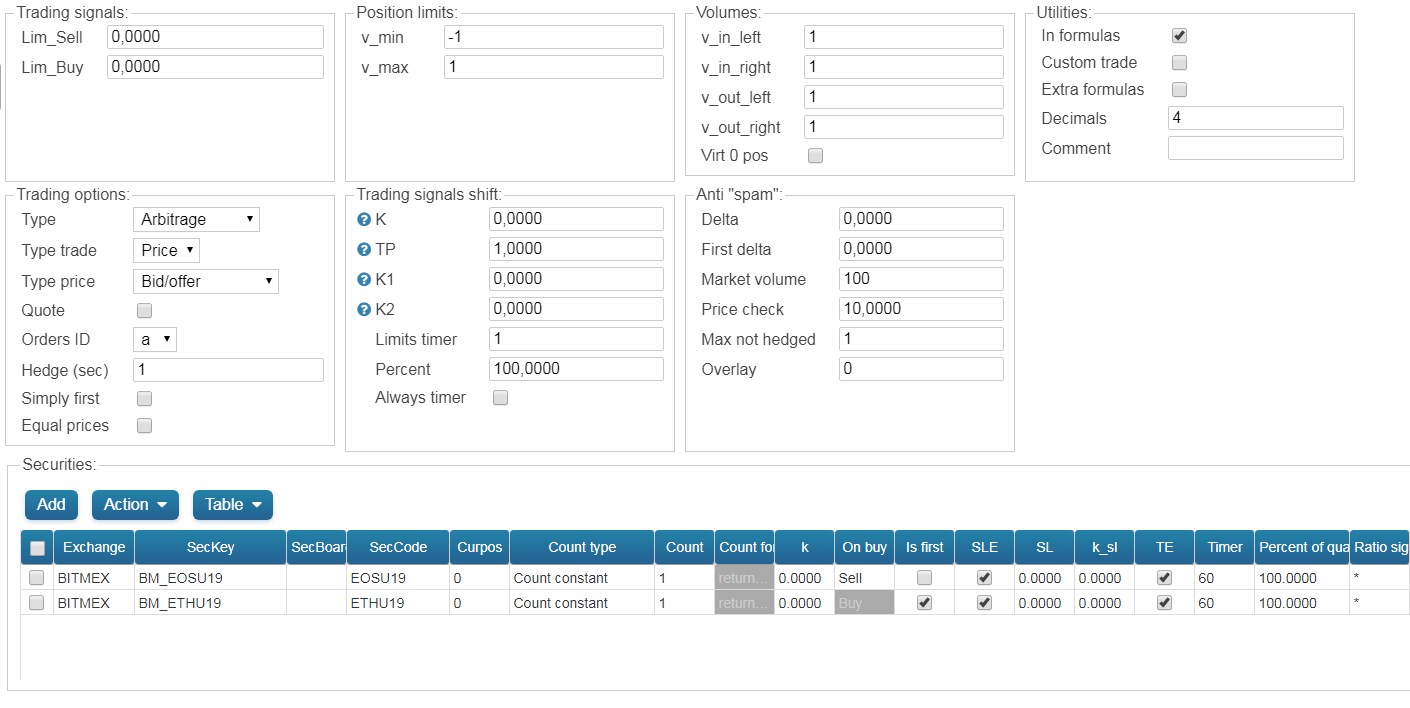 Trading signals:
Lim_Sell 0,0000
Lim_Buy 0,0000
Position limits:
v_min -1
v_max 1
Volumes:
v_in_left 1
v_in_right 1
v_out_left 1
v_out_right 1
Virt 0 pos
Utilities:
In formulas
Custom trade
Extra formulas
Decimals 4
Comment
Trading options:
Type Arbitrage
Type trade Price
Type price Bid/offer
Quote
Orders ID a
Hedge (sec) 1
Simply first
Equal prices
Trading signals shift:
? K 0,0000
? TP 1,0000
? K1 0,0000
? K2 0,0000
Limits timer 1
Percent 100,0000
Always timer
Anti "spam":
Delta 0,0000
First delta 0,0000
Market volume 100
Price check 10,0000
Max not hedged 1
Overlay 0
Securities:
Add Action Table
Exchange SecKey SecBoar SecCode Curpos Count type Count Count for k On buy Is first SLE SL k_sl TE Timer Percent of qua Ratio sig
BITMEX BM_EOSU19 EOSU19 0 Count constant 1 return... 0.0000 Sell 0.0000 0.0000 60 100.0000 *
BITMEX BM_ETHU19 ETHU19 0 Count constant 1 return... 0.0000 Buy 0.0000 0.0000 60 100.0000 *